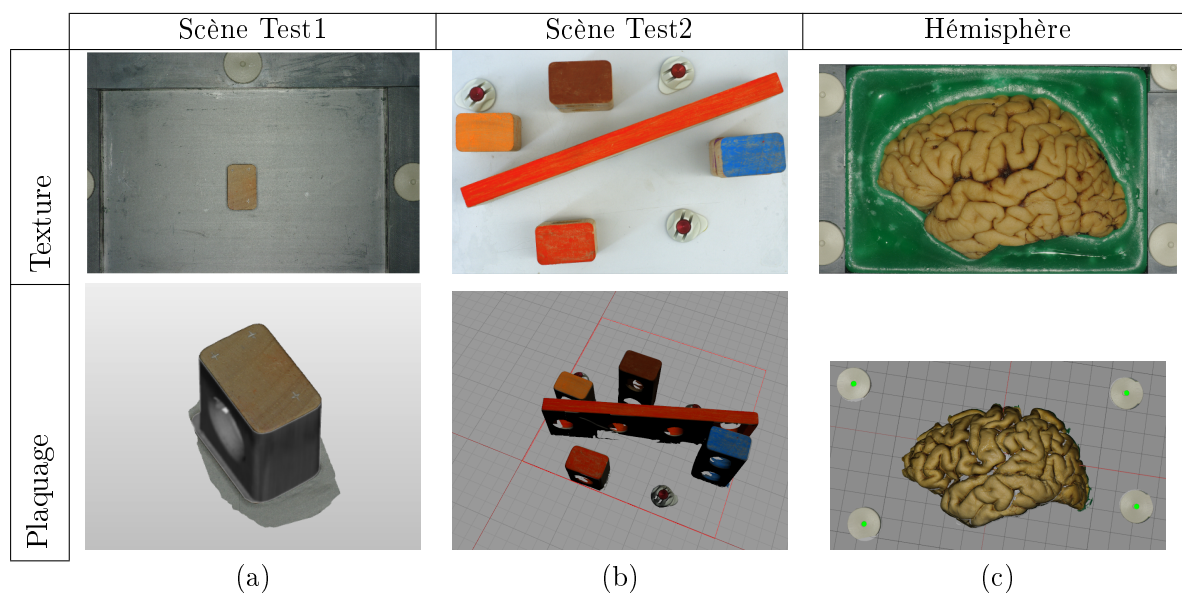 Scène Test1
Scène Test2
Hémisphère
Texture
Plaquage
(a)
(b)
(c)